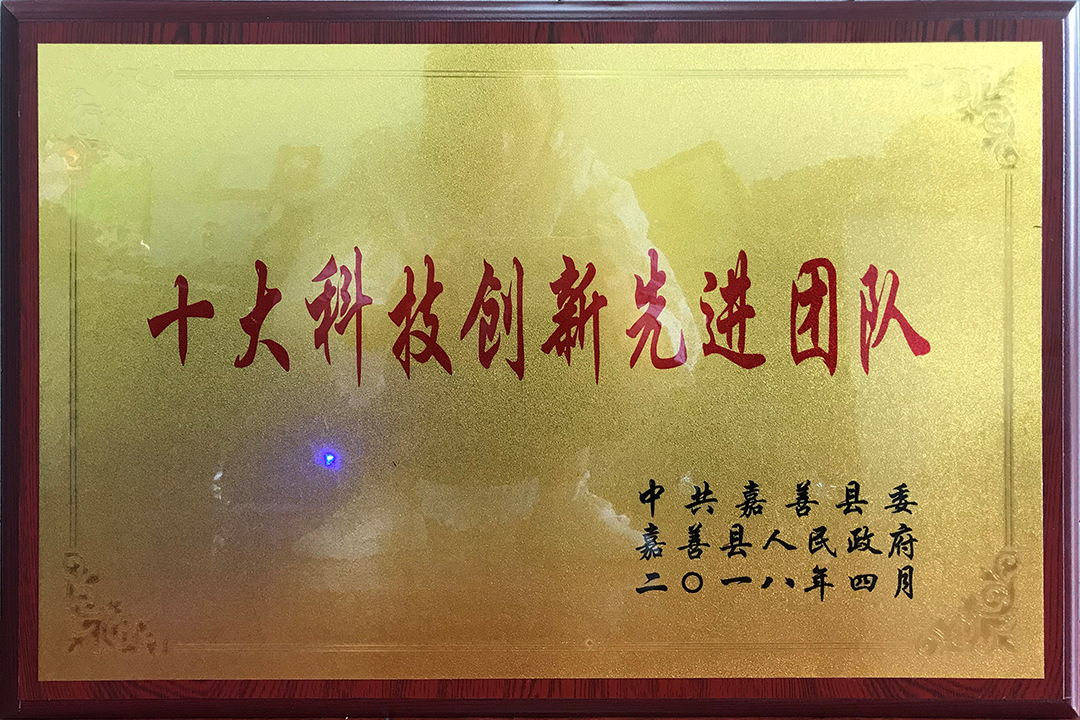 十大科技创新先进团队
中共嘉善县委
嘉善县人民政府
二〇一八年四月